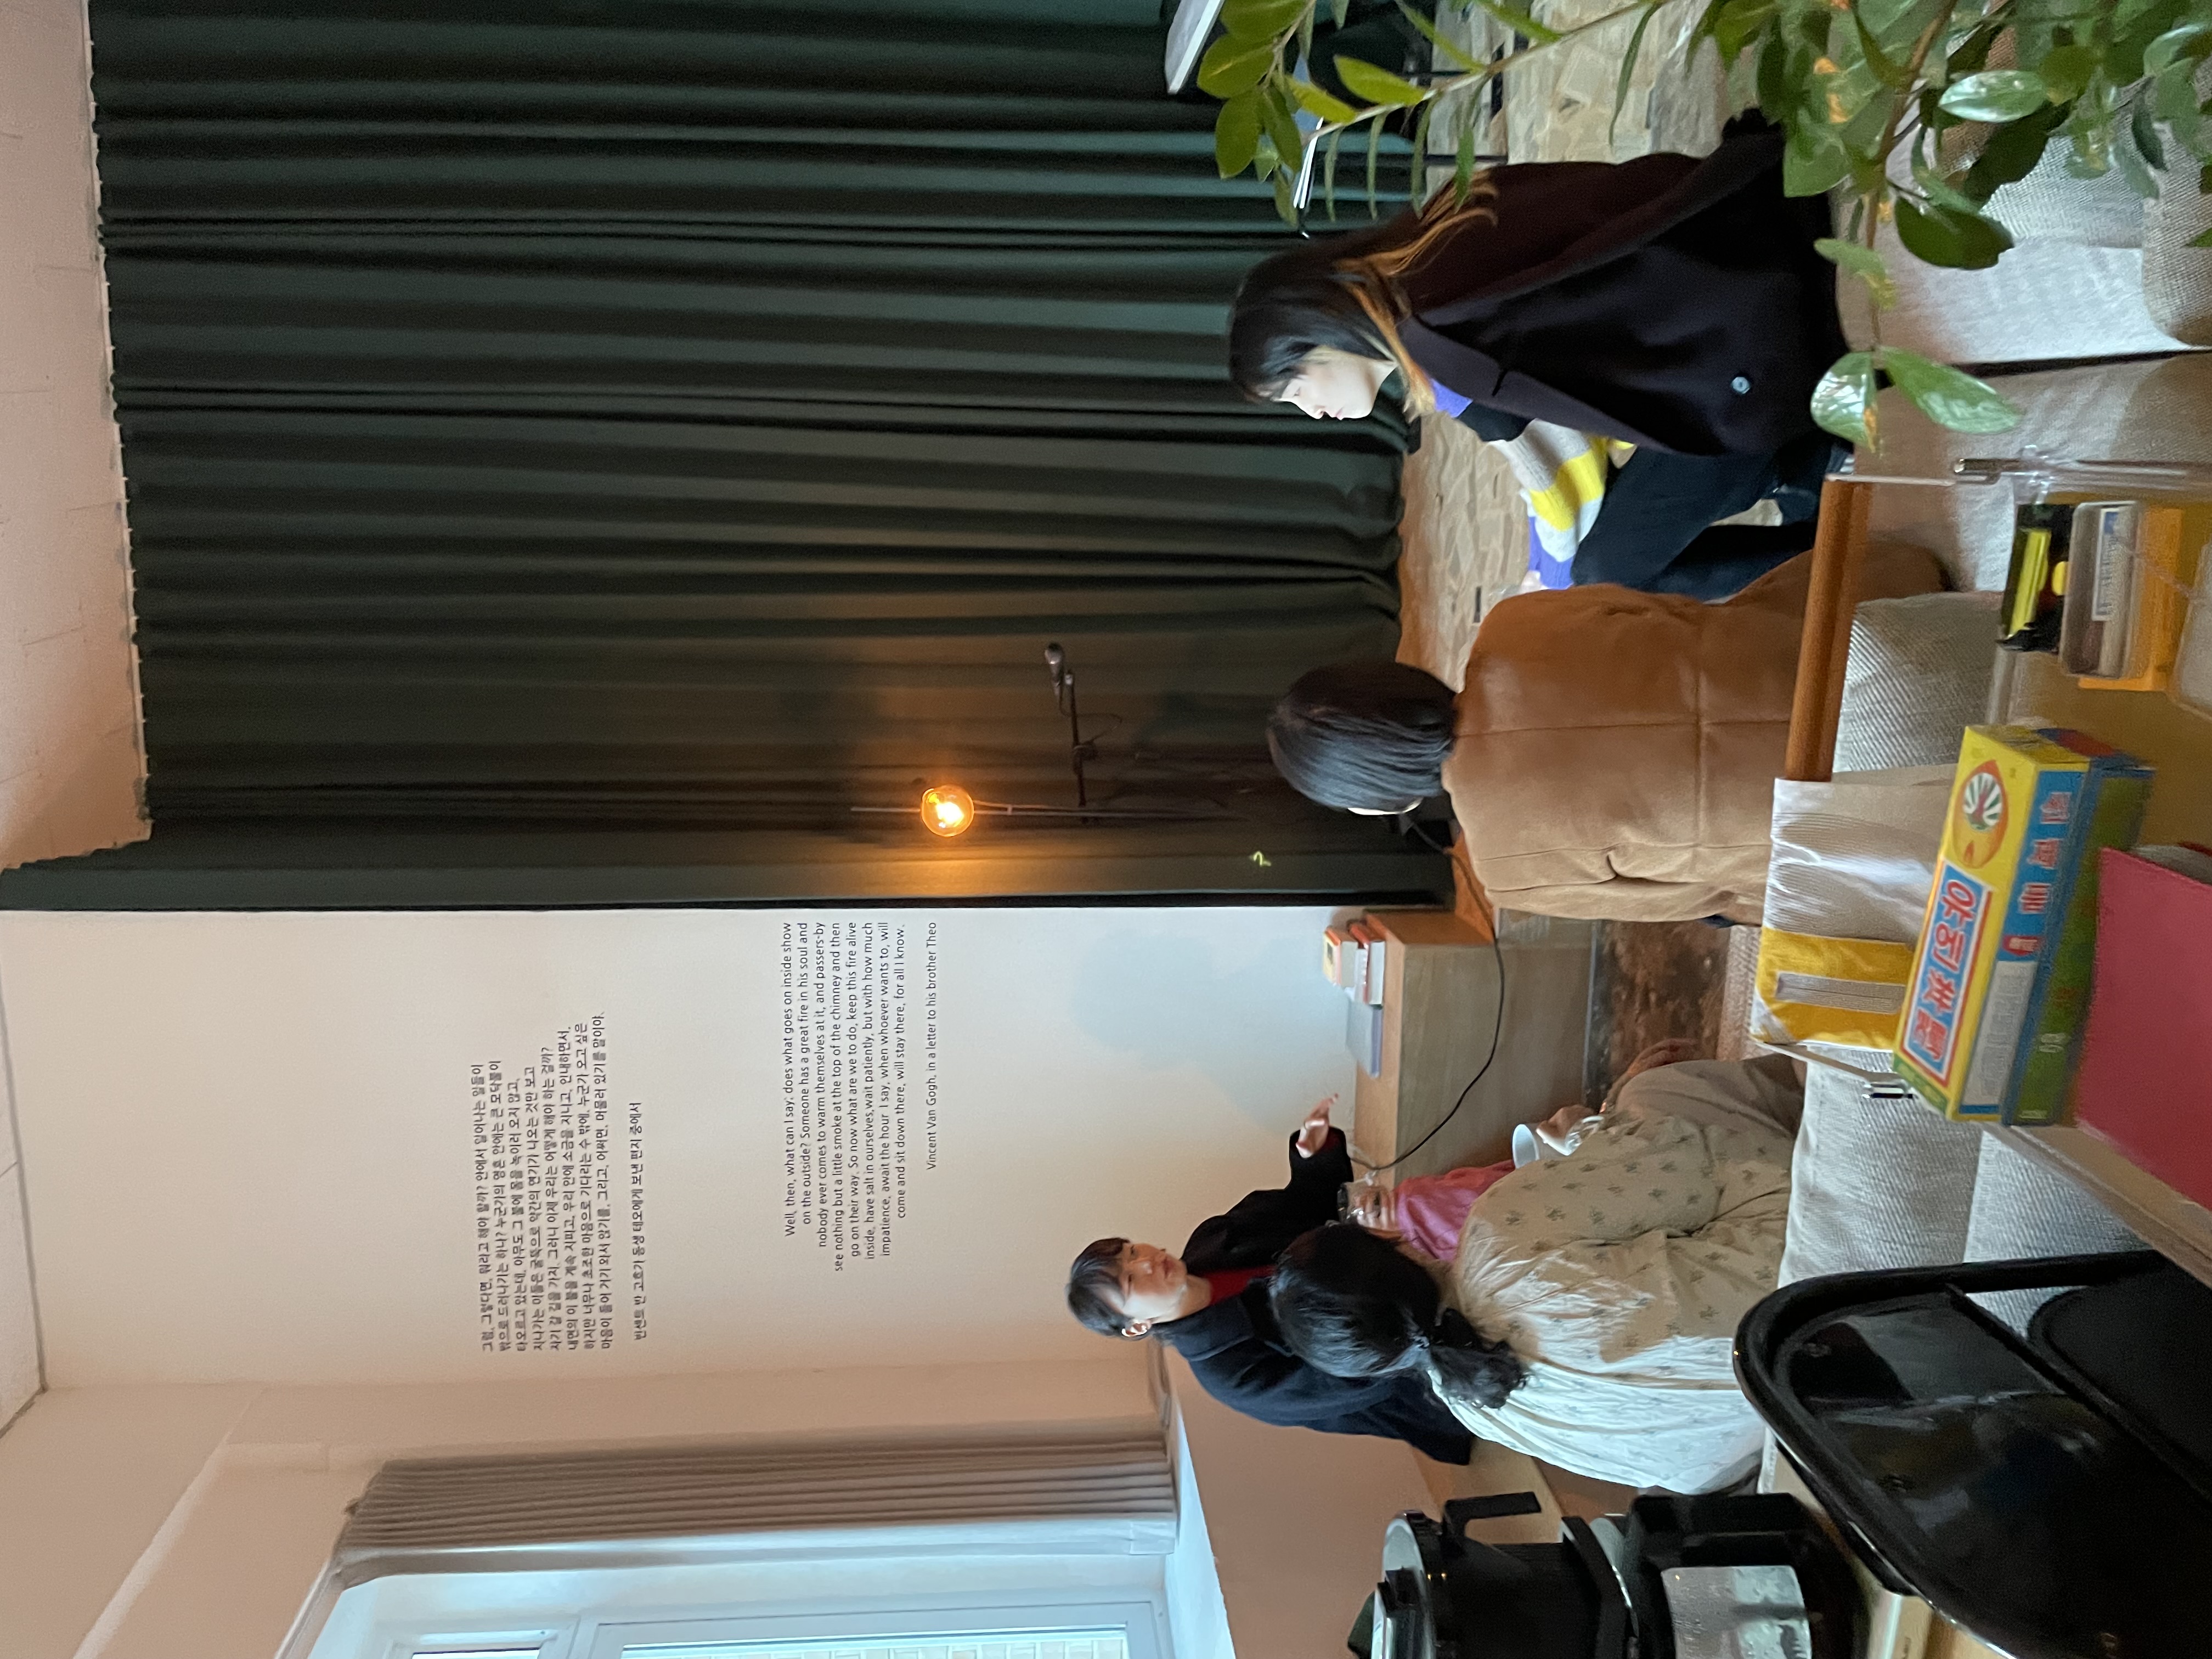 그럼, 그렇다면, 뭐라고 해야 할까? 안에서 일어나는 일들이
밖으로 드러나기는 하나? 누군가의 영혼 안에는 큰 모닥불이
타오르고 있는데, 아무도 그 불에 몸을 녹이러 오지 않고,
지나가는 이들은 굴뚝으로 약간의 연기가 나오는 것만 보고
자기 갈 길을 가지. 그러니 이제 우리는 어떻게 해야 하는 걸까?
내면의 이 불을 계속 지피고, 우리 안에 소금을 지니고, 인내하면서,
하지만 너무나 초조한 마음으로 기다리는 수 밖에, 누군가 오고 싶은
마음이 들어 거기 와서 앉기를, 그리고, 어쩌면, 머물러 있기를 말이야.
빈센트 반 고흐가 동생 테오에게 보낸 편지 중에서
Well, then, what can I say; does what goes on inside show
on the outside? Someone has a great fire in his soul and
nobody ever comes to warm themselves at it, and passers-by
see nothing but a little smoke at the top of the chimney and then
go on their way. So now what are we to do, keep this fire alive
inside, have salt in ourselves,wait patiently, but with how much
impatience, await the hour I say, when whoever wants to, will
come and sit down there, will stay there, for all I know.
Vincent Van Gogh, in a letter to his brother Theo